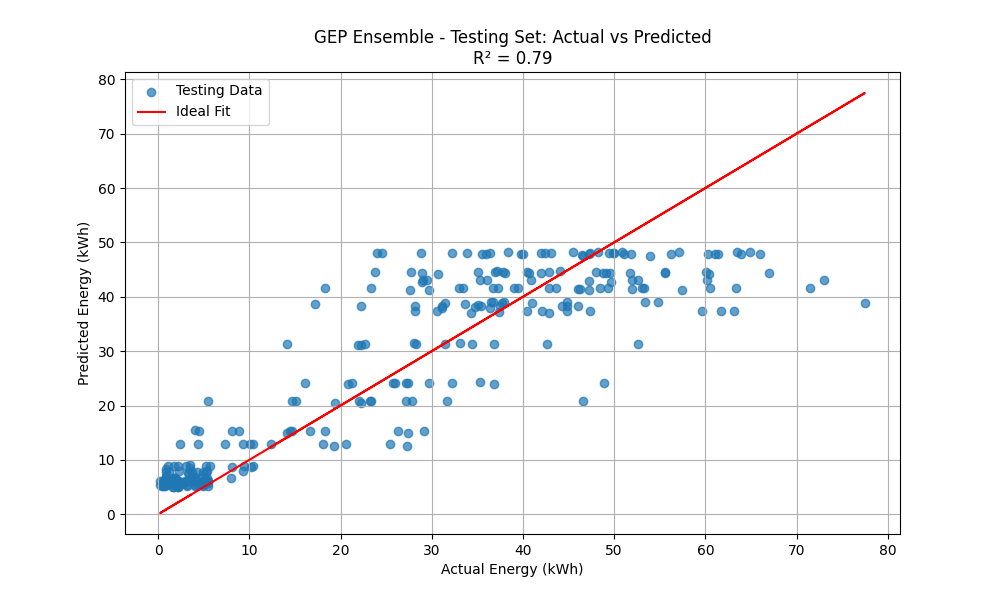 GEP Ensemble - Testing Set: Actual vs Predicted
R² = 0.79
Testing Data
Ideal Fit
Predicted Energy (kWh)
80
70
60
50
40
30
20
10
0
0 10 20 30 40 50 60 70 80
Actual Energy (kWh)